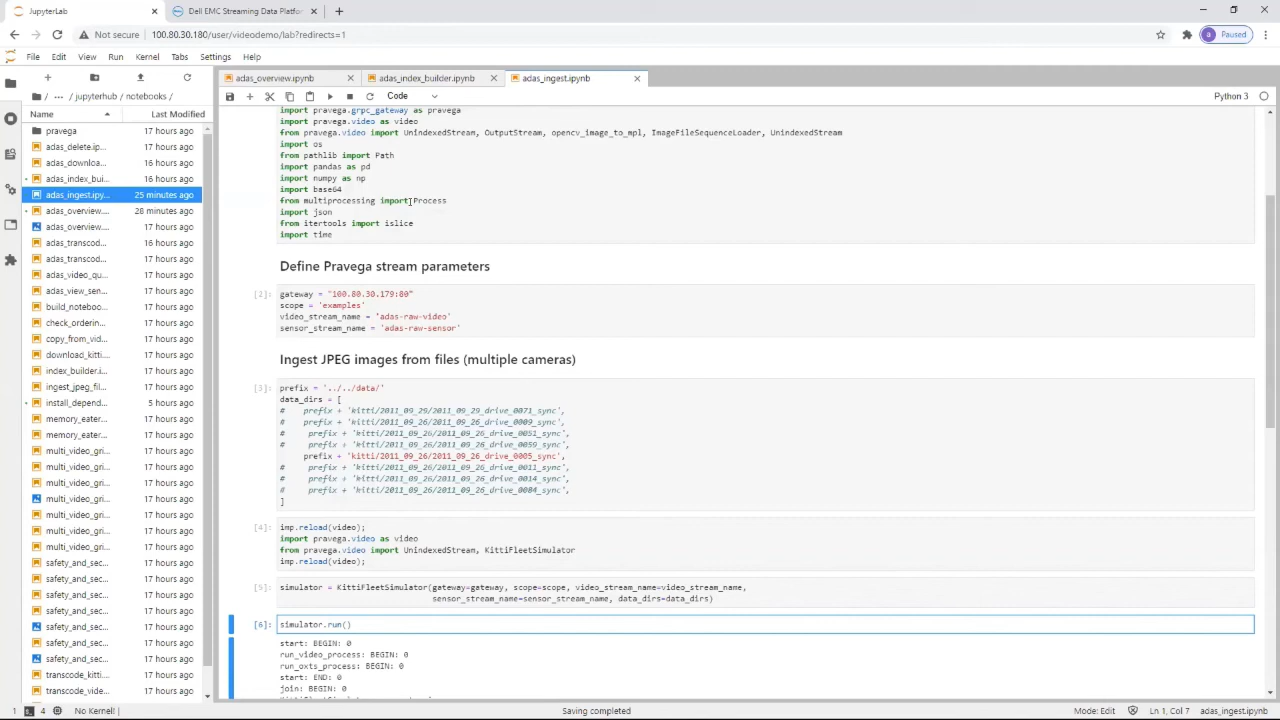 JupyterLab
Dell EMC Streaming Data Platfo
Not secure
100.80.30.180/user/videodemo/lab?redirects=1
a
Paused
File Edit View Run Kernel Tabs Settings Help
/ ··· / jupyterhub / notebooks /
Name
Last Modified
pravega 17 hours ago
adas_delete.ip... 17 hours ago
adas_downloa... 16 hours ago
adas_index_bui... 16 hours ago
adas_ingest.ipy... 25 minutes ago
adas_overview.... 28 minutes ago
adas_overview.... 17 hours ago
adas_transcod... 16 hours ago
adas_transcod... 17 hours ago
adas_video_qu... 17 hours ago
adas_view_sen... 17 hours ago
build_noteboo... 17 hours ago
check_orderin... 17 hours ago
copy_from_vid... 17 hours ago
download_kitti... 17 hours ago
index_builder.i... 17 hours ago
ingest_jpeg_fil... 17 hours ago
install_depend... 5 hours ago
memory_eater... 17 hours ago
memory_eater... 17 hours ago
multi_video_gri... 17 hours ago
multi_video_gri... 17 hours ago
multi_video_gri... 17 hours ago
multi_video_gri... 17 hours ago
multi_video_gri... 17 hours ago
multi_video_gri... 17 hours ago
multi_video_gri... 17 hours ago
safety_and_sec... 17 hours ago
safety_and_sec... 17 hours ago
safety_and_sec... 17 hours ago
safety_and_sec... 17 hours ago
safety_and_sec... 17 hours ago
safety_and_sec... 17 hours ago
safety_and_sec... 17 hours ago
transcode_kitti... 17 hours ago
transcode_vide... 17 hours ago
adas_overview.ipynb
adas_index_builder.ipynb
adas_ingest.ipynb
Code
Python 3
import pravega.grpc_gateway as pravega
import pravega.video as video
from pravega.video import UnindexedStream, OutputStream, opencv_image_to_mpl, ImageFileSequenceLoader, UnindexedStream
import os
from pathlib import Path
import pandas as pd
import numpy as np
import base64
from multiprocessing import Process
import json
from itertools import islice
import time
Define Pravega stream parameters
[2]: gateway = "100.80.30.179:80"
scope = 'examples'
video_stream_name = 'adas-raw-video'
sensor_stream_name = 'adas-raw-sensor'
Ingest JPEG images from files (multiple cameras)
[3]: prefix = '../../data/'
data_dirs = [
# prefix + 'kitti/2011_09_29/2011_09_29_drive_0071_sync',
# prefix + 'kitti/2011_09_26/2011_09_26_drive_0009_sync',
# prefix + 'kitti/2011_09_26/2011_09_26_drive_0051_sync',
# prefix + 'kitti/2011_09_26/2011_09_26_drive_0059_sync',
prefix + 'kitti/2011_09_26/2011_09_26_drive_0005_sync',
# prefix + 'kitti/2011_09_26/2011_09_26_drive_0011_sync',
# prefix + 'kitti/2011_09_26/2011_09_26_drive_0014_sync',
# prefix + 'kitti/2011_09_26/2011_09_26_drive_0084_sync',
]
[4]: imp.reload(video);
import pravega.video as video
from pravega.video import UnindexedStream, KittiFleetSimulator
imp.reload(video);
[5]: simulator = KittiFleetSimulator(gateway=gateway, scope=scope, video_stream_name=video_stream_name,
sensor_stream_name=sensor_stream_name, data_dirs=data_dirs)
[6]: simulator.run()
start: BEGIN: 0
run_video_process: BEGIN: 0
run_oxts_process: BEGIN: 0
start: END: 0
join: BEGIN: 0
1
4
No Kernel! |
Saving completed
Mode: Edit
Ln 1, Col 7
adas_ingest.ipynb